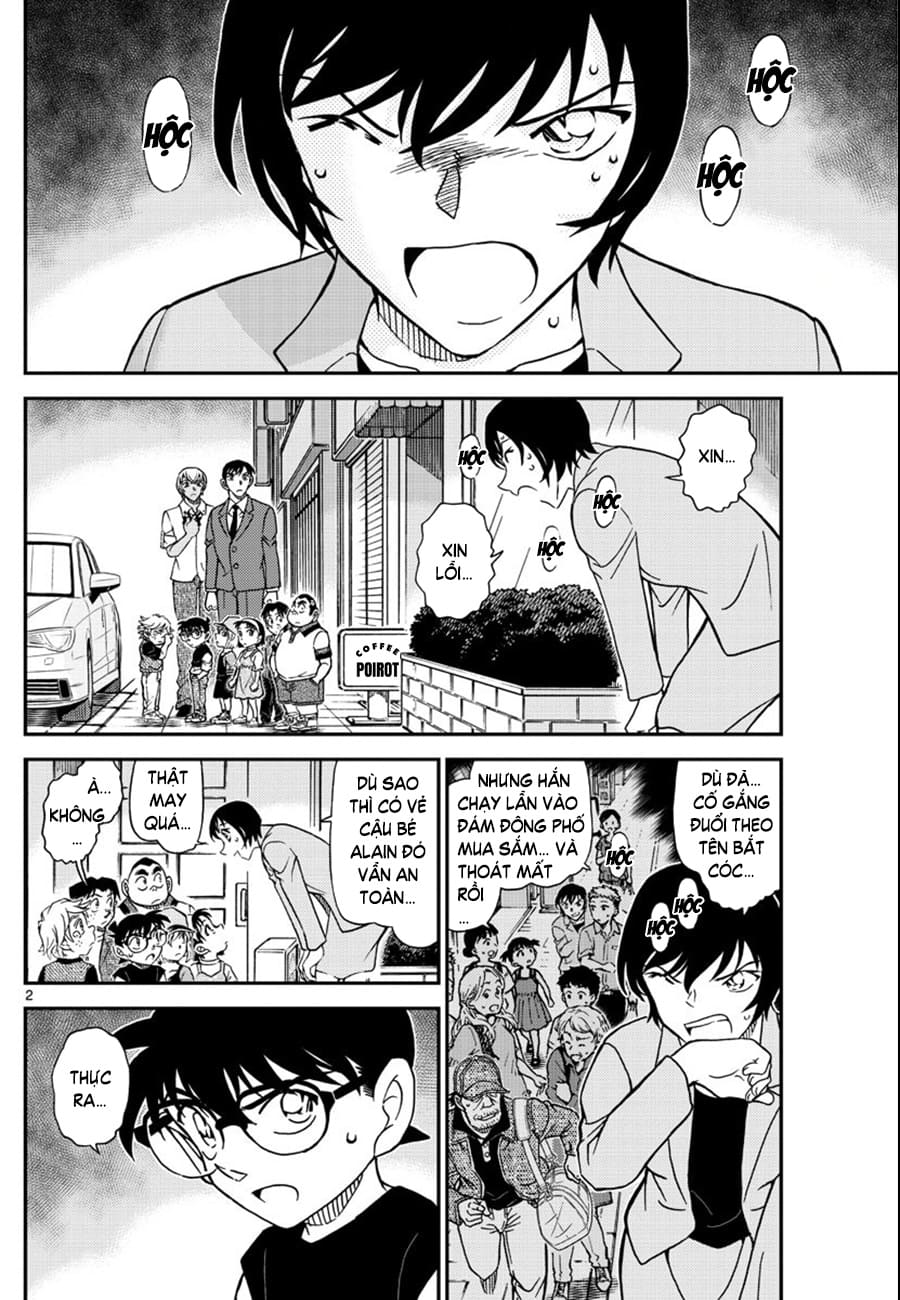 HỘC
HỘC
HỘC
XIN...
HỘC
HỘC
HỘC
XIN
LỖI...
COFFEE
POIROT
DÙ ĐÃ...
CỐ GẮNG
ĐUỔI THEO
TÊN BẮT
CÓC...
NHƯNG HẮN
CHẠY LẨN VÀO
ĐÁM ĐÔNG PHỐ
MUA SẮM... VÀ
THOÁT MẤT
RỒI
...
HỘC
HỘC
HỘC
DÙ SAO
THÌ CÓ VẺ
CẬU BÉ
ALAIN ĐÓ
VẪN AN
TOÀN...
THẬT
MAY
QUÁ...
À...
KHÔNG
...
2
THỰC
RA...